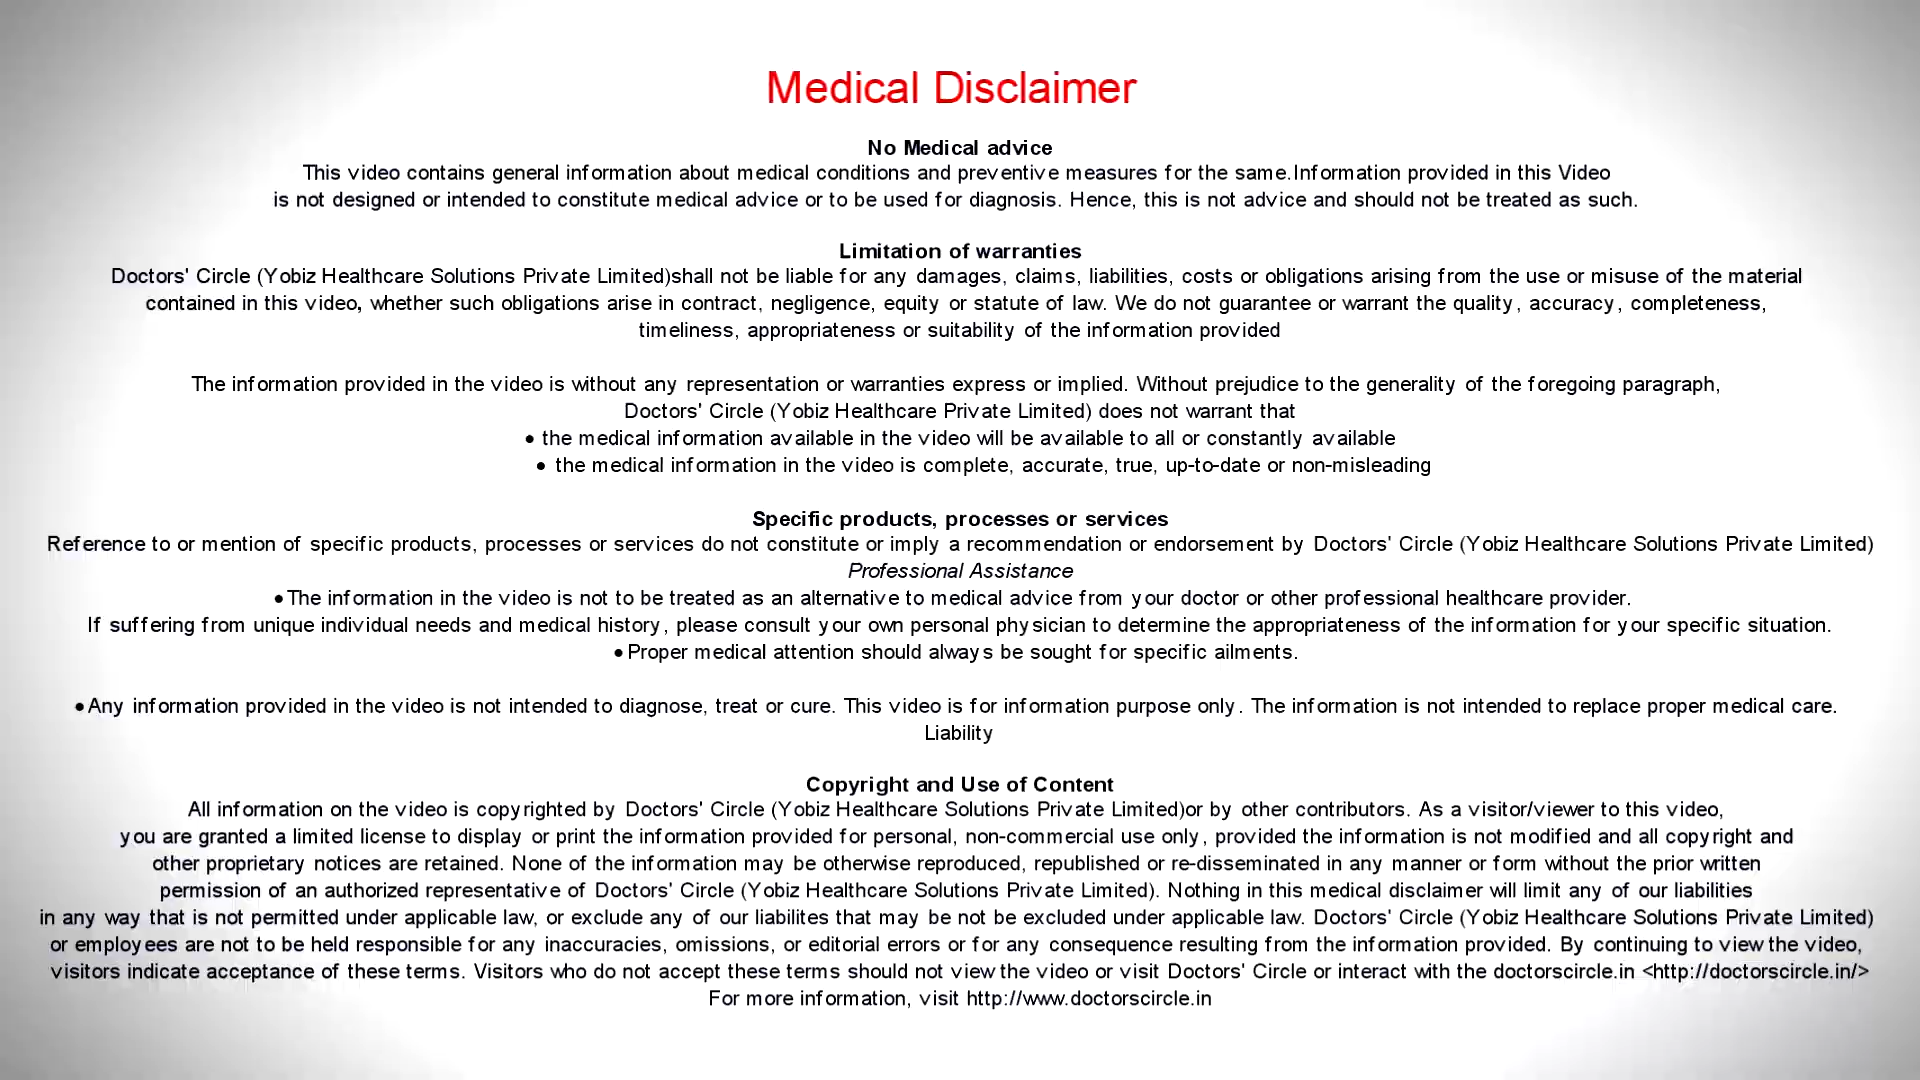 Medical Disclaimer
No Medical advice
This video contains general information about medical conditions and preventive measures for the same.Information provided in this Video
is not designed or intended to constitute medical advice or to be used for diagnosis. Hence, this is not advice and should not be treated as such.
Limitation of warranties
Doctors' Circle (Yobiz Healthcare Solutions Private Limited)shall not be liable for any damages, claims, liabilities, costs or obligations arising from the use or misuse of the material
contained in this video, whether such obligations arise in contract, negligence, equity or statute of law. We do not guarantee or warrant the quality, accuracy, completeness,
timeliness, appropriateness or suitability of the information provided
The information provided in the video is without any representation or warranties express or implied. Without prejudice to the generality of the foregoing paragraph,
Doctors' Circle (Yobiz Healthcare Private Limited) does not warrant that
• the medical information available in the video will be available to all or constantly available
• the medical information in the video is complete, accurate, true, up-to-date or non-misleading
Specific products, processes or services
Reference to or mention of specific products, processes or services do not constitute or imply a recommendation or endorsement by Doctors' Circle (Yobiz Healthcare Solutions Private Limited)
Professional Assistance
•The information in the video is not to be treated as an alternative to medical advice from your doctor or other professional healthcare provider.
If suffering from unique individual needs and medical history, please consult your own personal physician to determine the appropriateness of the information for your specific situation.
•Proper medical attention should always be sought for specific ailments.
•Any information provided in the video is not intended to diagnose, treat or cure. This video is for information purpose only. The information is not intended to replace proper medical care.
Liability
Copyright and Use of Content
All information on the video is copyrighted by Doctors' Circle (Yobiz Healthcare Solutions Private Limited)or by other contributors. As a visitor/viewer to this video,
you are granted a limited license to display or print the information provided for personal, non-commercial use only, provided the information is not modified and all copyright and
other proprietary notices are retained. None of the information may be otherwise reproduced, republished or re-disseminated in any manner or form without the prior written
permission of an authorized representative of Doctors' Circle (Yobiz Healthcare Solutions Private Limited). Nothing in this medical disclaimer will limit any of our liabilities
in any way that is not permitted under applicable law, or exclude any of our liabilites that may be not be excluded under applicable law. Doctors' Circle (Yobiz Healthcare Solutions Private Limited)
or employees are not to be held responsible for any inaccuracies, omissions, or editorial errors or for any consequence resulting from the information provided. By continuing to view the video,
visitors indicate acceptance of these terms. Visitors who do not accept these terms should not view the video or visit Doctors' Circle or interact with the doctorscircle.in <http://doctorscircle.in/>
For more information, visit http://www.doctorscircle.in